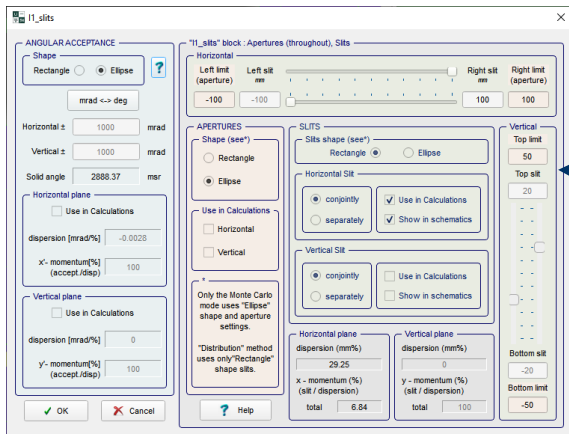 I1_slits
ANGULAR ACCEPTANCE
Shape
Rectangle
Ellipse
?
mrad <-> deg
Horizontal ±
1000
mrad
Vertical ±
1000
mrad
Solid angle
2888.37
msr
Horizontal plane
Use in Calculations
dispersion [mrad/%]
-0.0028
x'- momentum[%]
(accept./disp)
100
Vertical plane
Use in Calculations
dispersion [mrad/%]
0
y'- momentum[%]
(accept./disp)
100
OK
Cancel
"I1_slits" block : Apertures (throughout), Slits
Horizontal
Left limit
(aperture)
-100
Left slit
mm
-100
Right slit
mm
100
Right limit
(aperture)
100
APERTURES
Shape (see*)
Rectangle
Ellipse
Use in Calculations
Horizontal
Vertical
*
Only the Monte Carlo
mode uses "Ellipse"
shape and aperture
settings.
"Distribution" method
uses only"Rectangle"
shape slits.
? Help
SLITS
Slits shape (see*)
Rectangle
Ellipse
Horizontal Slit
conjointly
separately
Use in Calculations
Show in schematics
Vertical Slit
conjointly
separately
Use in Calculations
Show in schematics
Horizontal plane
dispersion (mm%)
29.25
x - momentum (%)
(slit / dispersion)
total
6.84
Vertical plane
dispersion (mm%)
0
y - momentum (%)
(slit / dispersion)
total
100
Vertical
Top limit
50
Top slit
20
Bottom slit
-20
Bottom limit
-50